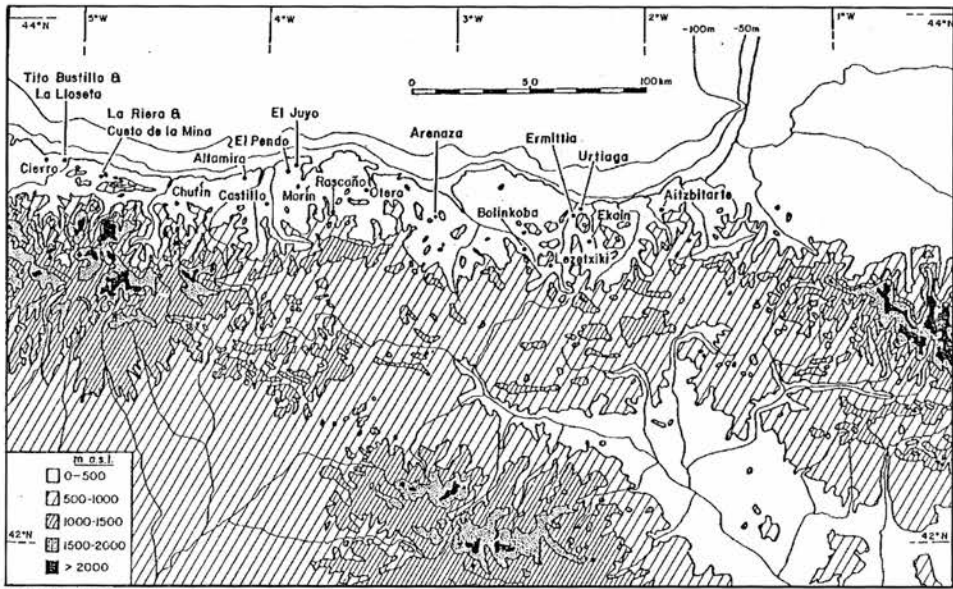 44°N
5°W
4°W
3°W
2°W
1°W
44°N
-100m
-50m
0
50
100km
Tito Bustillo &
La Lloseta
La Riera &
Cueto de la Mina
El Juyo
El Pendo
Altamira
Arenaza
Ermittia
Urtiaga
Cierro
Chufín
Castillo
Morín
Rascaño
Otero
Bolinkoba
Lezetxiki
Ekain
Aitzbitarte
m a.s.l.
0-500
500-1000
1000-1500
1500-2000
> 2000
42°N
42°N